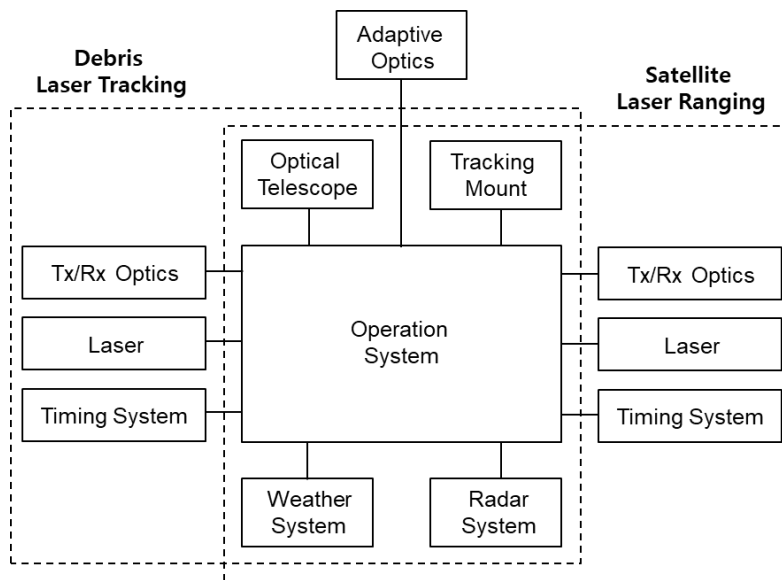 Adaptive
Optics
Debris
Laser Tracking
Satellite
Laser Ranging
Optical
Telescope
Tracking
Mount
Tx/Rx Optics
Laser
Timing System
Operation
System
Tx/Rx Optics
Laser
Timing System
Weather
System
Radar
System